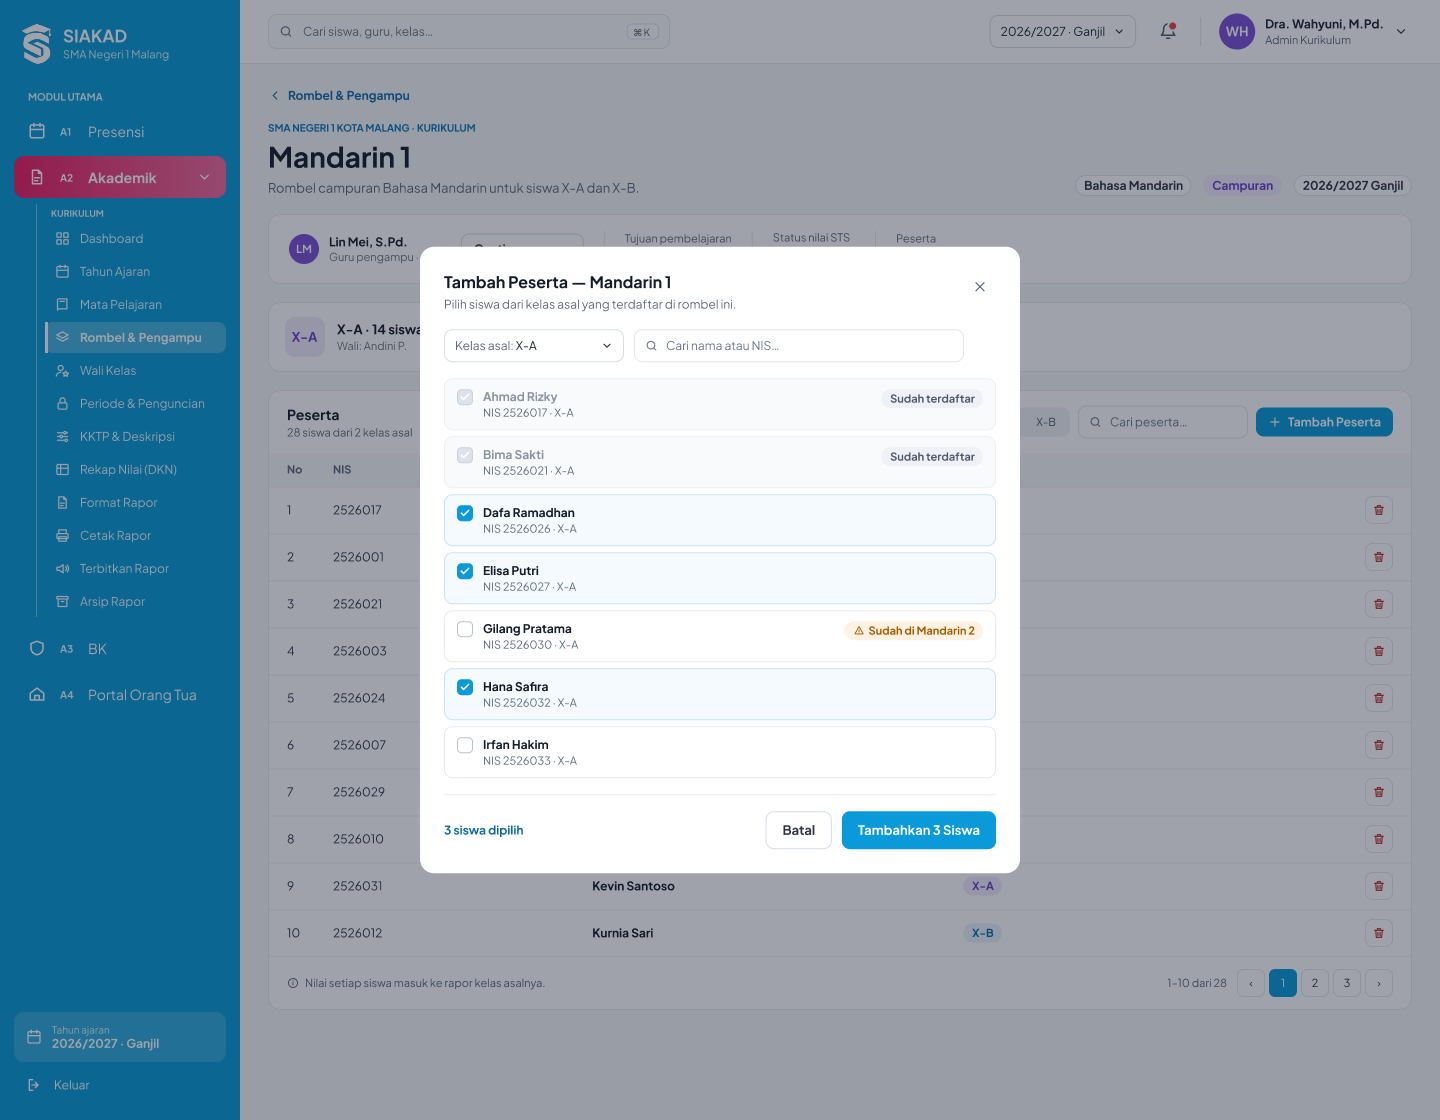 SIAKAD
SMA Negeri 1 Malang
MODUL UTAMA
A1 Presensi
A2 Akademik
KURIKULUM
Dashboard
Tahun Ajaran
Mata Pelajaran
Rombel & Pengampu
Wali Kelas
Periode & Penguncian
KKTP & Deskripsi
Rekap Nilai (DKN)
Format Rapor
Cetak Rapor
Terbitkan Rapor
Arsip Rapor
A3 BK
A4 Portal Orang Tua
Tahun ajaran
2026/2027 · Ganjil
Keluar
Cari siswa, guru, kelas...
⌘K
2026/2027 · Ganjil
WH
Dra. Wahyuni, M.Pd.
Admin Kurikulum
Rombel & Pengampu
SMA NEGERI 1 KOTA MALANG · KURIKULUM
Mandarin 1
Rombel campuran Bahasa Mandarin untuk siswa X-A dan X-B.
Bahasa Mandarin
Campuran
2026/2027 Ganjil
LM
Lin Mei, S.Pd.
Guru pengampu ·
Tujuan pembelajaran
Status nilai STS
Peserta
X-A
X-A · 14 siswa
Wali: Andini P.
Peserta
28 siswa dari 2 kelas asal
X-B
Cari peserta...
Tambah Peserta
No NIS
1 2526017
2 2526001
3 2526021
4 2526003
5 2526024
6 2526007
7 2526029
8 2526010
9 2526031 Kevin Santoso X-A
10 2526012 Kurnia Sari X-B
Nilai setiap siswa masuk ke rapor kelas asalnya.
1–10 dari 28
‹ 1 2 3 ›
Tambah Peserta — Mandarin 1
Pilih siswa dari kelas asal yang terdaftar di rombel ini.
Kelas asal: X-A
Cari nama atau NIS...
Ahmad Rizky
NIS 2526017 · X-A
Sudah terdaftar
Bima Sakti
NIS 2526021 · X-A
Sudah terdaftar
Dafa Ramadhan
NIS 2526026 · X-A
Elisa Putri
NIS 2526027 · X-A
Gilang Pratama
NIS 2526030 · X-A
Sudah di Mandarin 2
Hana Safira
NIS 2526032 · X-A
Irfan Hakim
NIS 2526033 · X-A
3 siswa dipilih
Batal
Tambahkan 3 Siswa